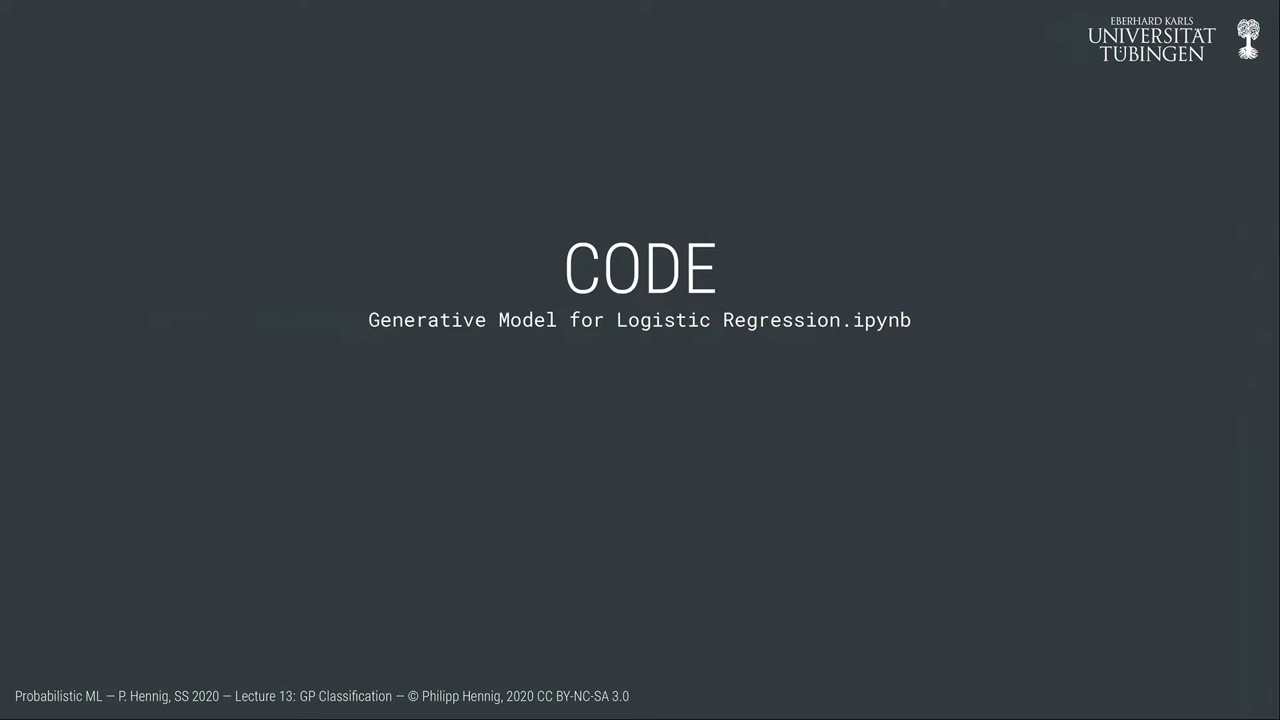 EBERHARD KARLS
UNIVERSITÄT
TÜBINGEN
CODE
Generative Model for Logistic Regression.ipynb
Probabilistic ML — P. Hennig, SS 2020 — Lecture 13: GP Classification — © Philipp Hennig, 2020 CC BY-NC-SA 3.0